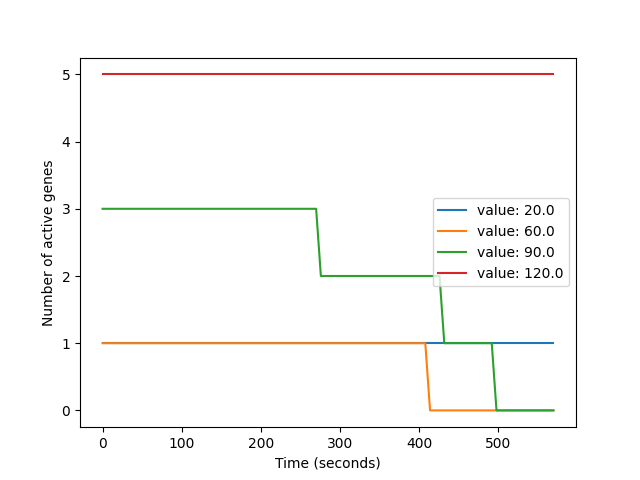 5
4
3
2
1
0
Number of active genes
value: 20.0
value: 60.0
value: 90.0
value: 120.0
0
100
200
300
400
500
Time (seconds)